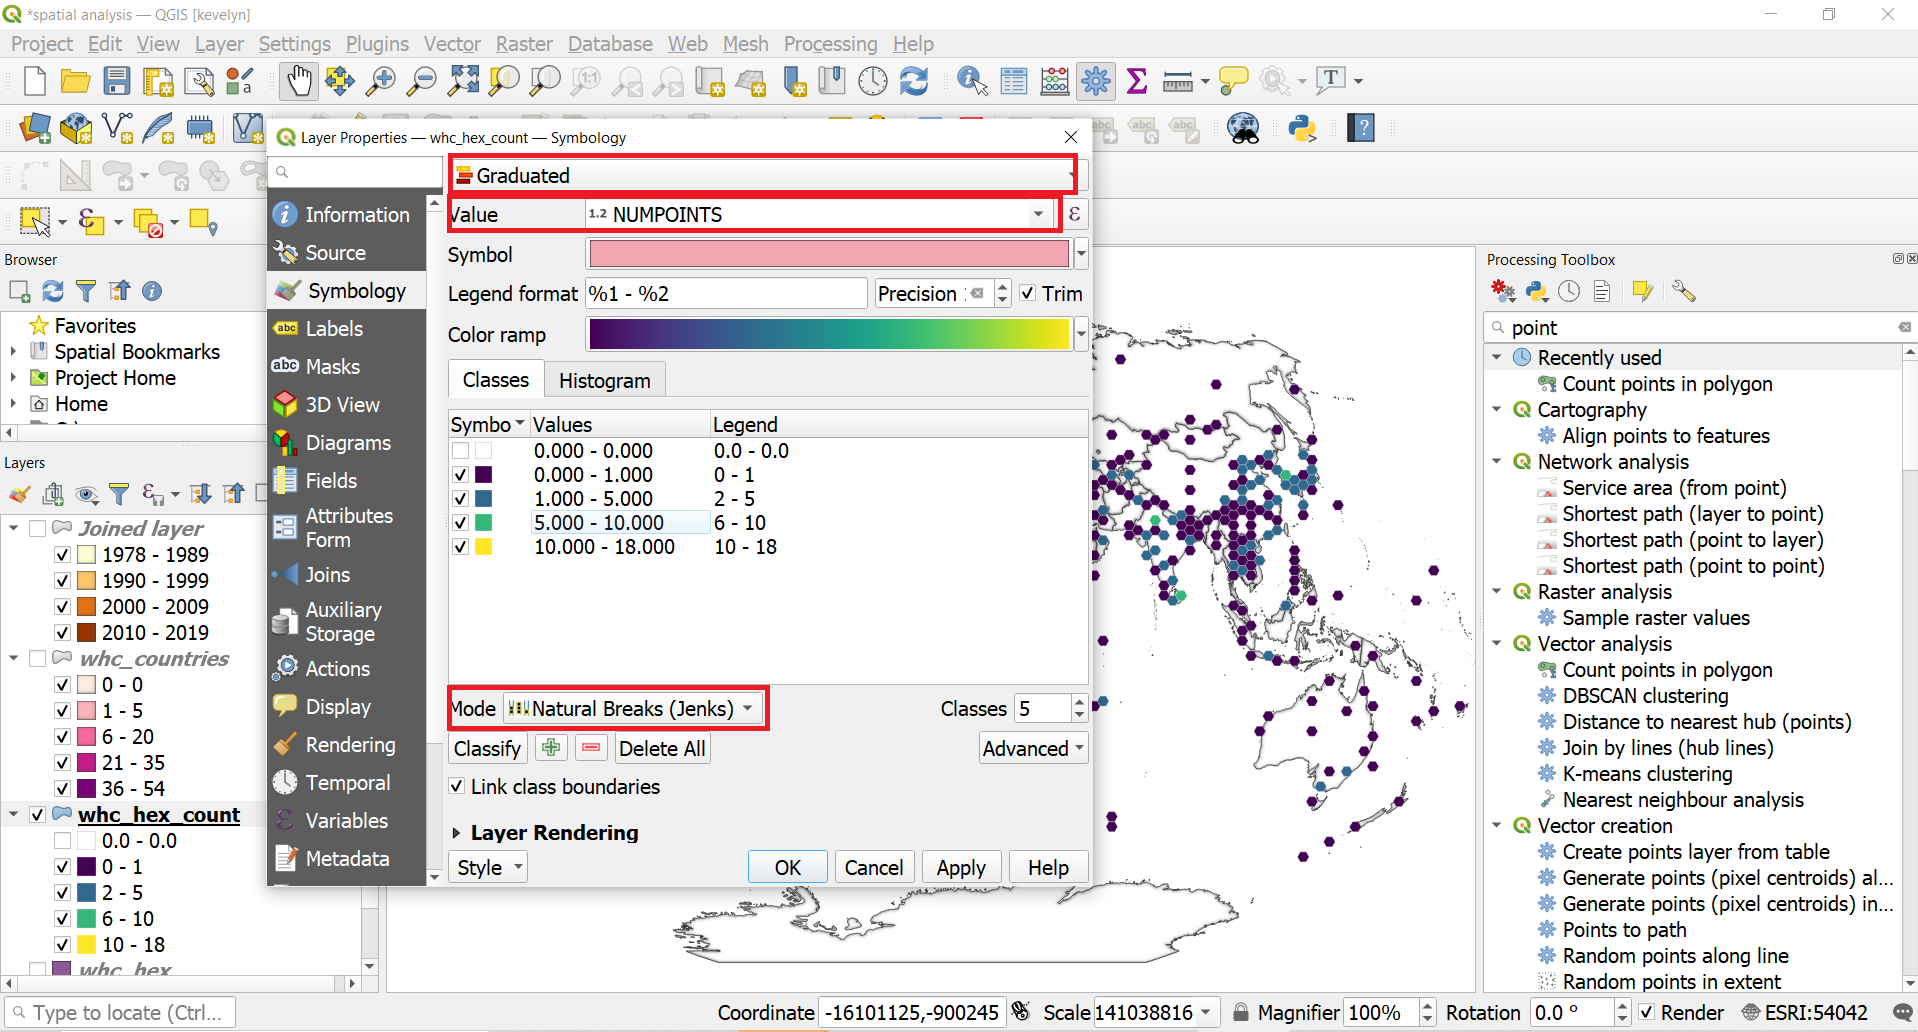 *spatial analysis — QGIS [kevelyn]
Project Edit View Layer Settings Plugins Vector Raster Database Web Mesh Processing Help
Layer Properties — whc_hex_count — Symbology
Graduated
Value 1.2 NUMPOINTS ε
Symbol
Legend format %1 - %2 Precision Trim
Color ramp
Classes Histogram
Symbo Values Legend
0.000 - 0.000 0.0 - 0.0
0.000 - 1.000 0 - 1
1.000 - 5.000 2 - 5
5.000 - 10.000 6 - 10
10.000 - 18.000 10 - 18
Mode Natural Breaks (Jenks) Classes 5
Classify Delete All Advanced
Link class boundaries
Layer Rendering
Style OK Cancel Apply Help
Information
Source
Symbology
abc Labels
abc Masks
3D View
Diagrams
Fields
Attributes
Form
Joins
Auxiliary
Storage
Actions
Display
Rendering
Temporal
Variables
Metadata
Browser
Favorites
Spatial Bookmarks
Project Home
Home
Layers
Joined layer
1978 - 1989
1990 - 1999
2000 - 2009
2010 - 2019
whc_countries
0 - 0
1 - 5
6 - 20
21 - 35
36 - 54
whc_hex_count
0.0 - 0.0
0 - 1
2 - 5
6 - 10
10 - 18
whc_hex
Processing Toolbox
point
Recently used
Count points in polygon
Cartography
Align points to features
Network analysis
Service area (from point)
Shortest path (layer to point)
Shortest path (point to layer)
Shortest path (point to point)
Raster analysis
Sample raster values
Vector analysis
Count points in polygon
DBSCAN clustering
Distance to nearest hub (points)
Join by lines (hub lines)
K-means clustering
Nearest neighbour analysis
Vector creation
Create points layer from table
Generate points (pixel centroids) al...
Generate points (pixel centroids) in...
Points to path
Random points along line
Random points in extent
Type to locate (Ctrl... Coordinate -16101125,-900245 Scale 141038816 Magnifier 100% Rotation 0.0 ° Render ESRI:54042